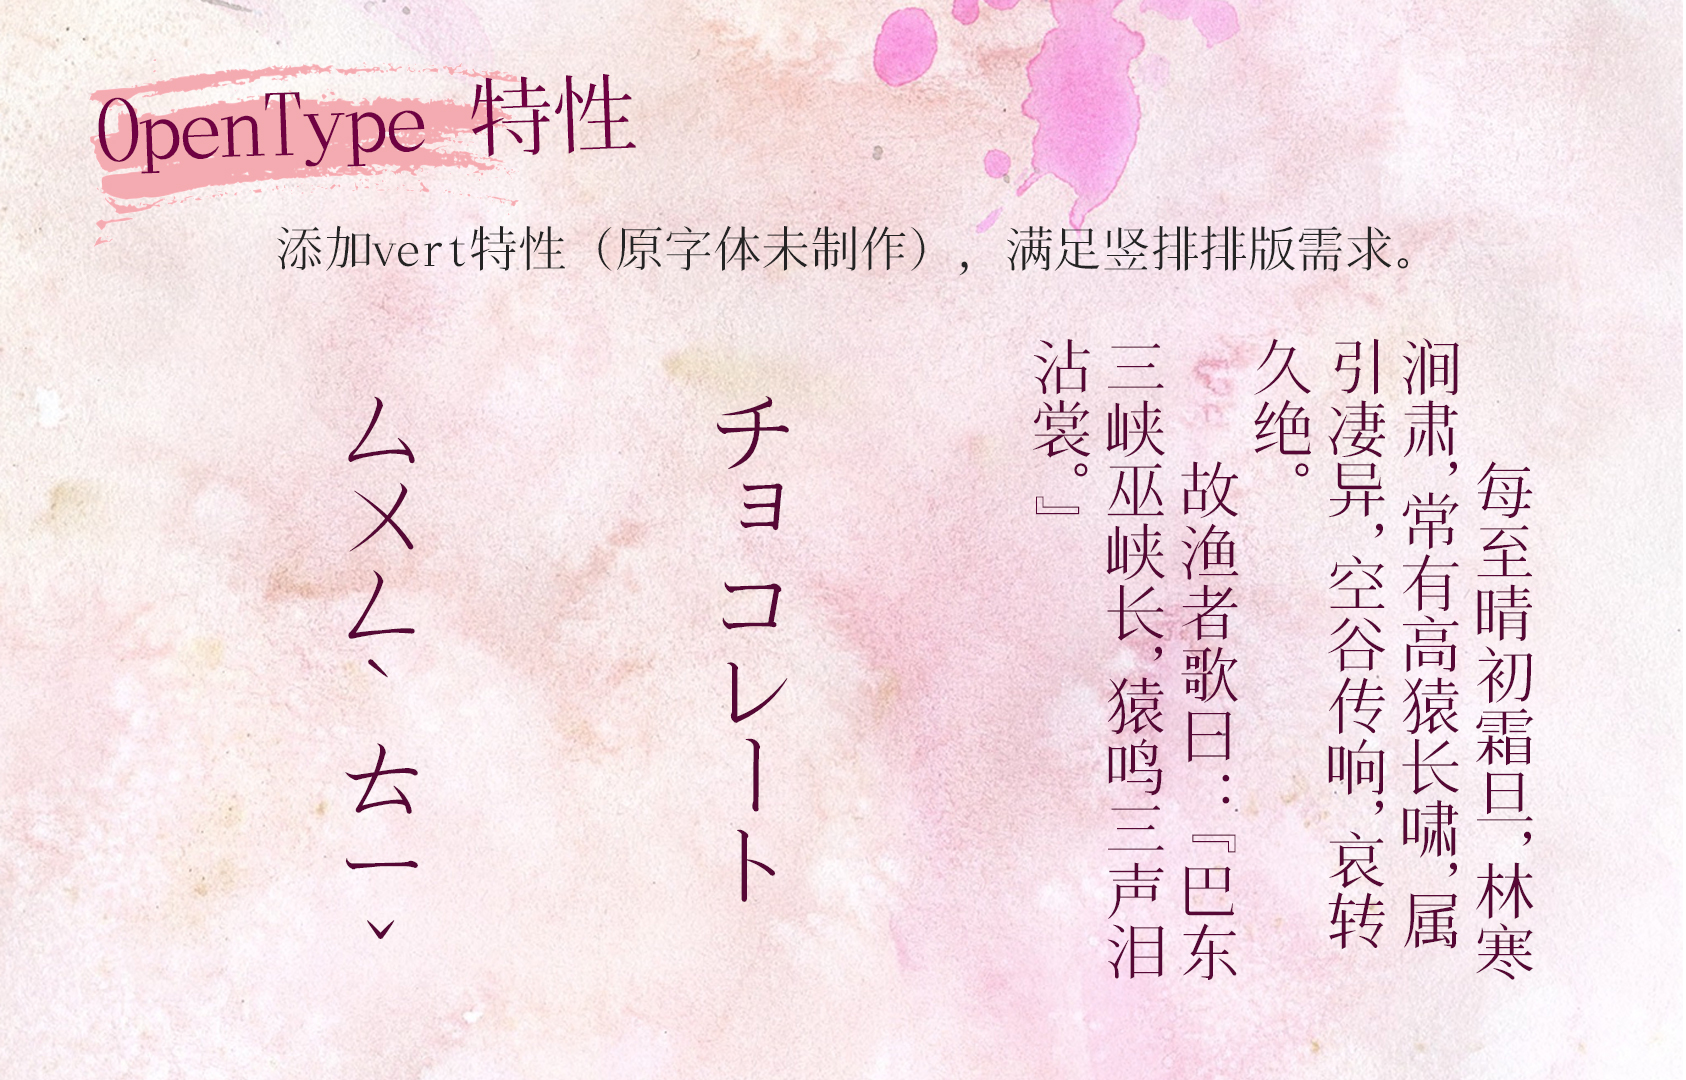 OpenType 特性
添加vert特性（原字体未制作），满足竖排排版需求。
每至晴初霜旦，林寒
涧肃，常有高猿长啸，属
引凄异，空谷传响，哀转
久绝。
故渔者歌曰：『巴东
三峡巫峡长，猿鸣三声泪
沾裳。』
チョコレート
ㄙㄨㄥˋ ㄊㄧˇ